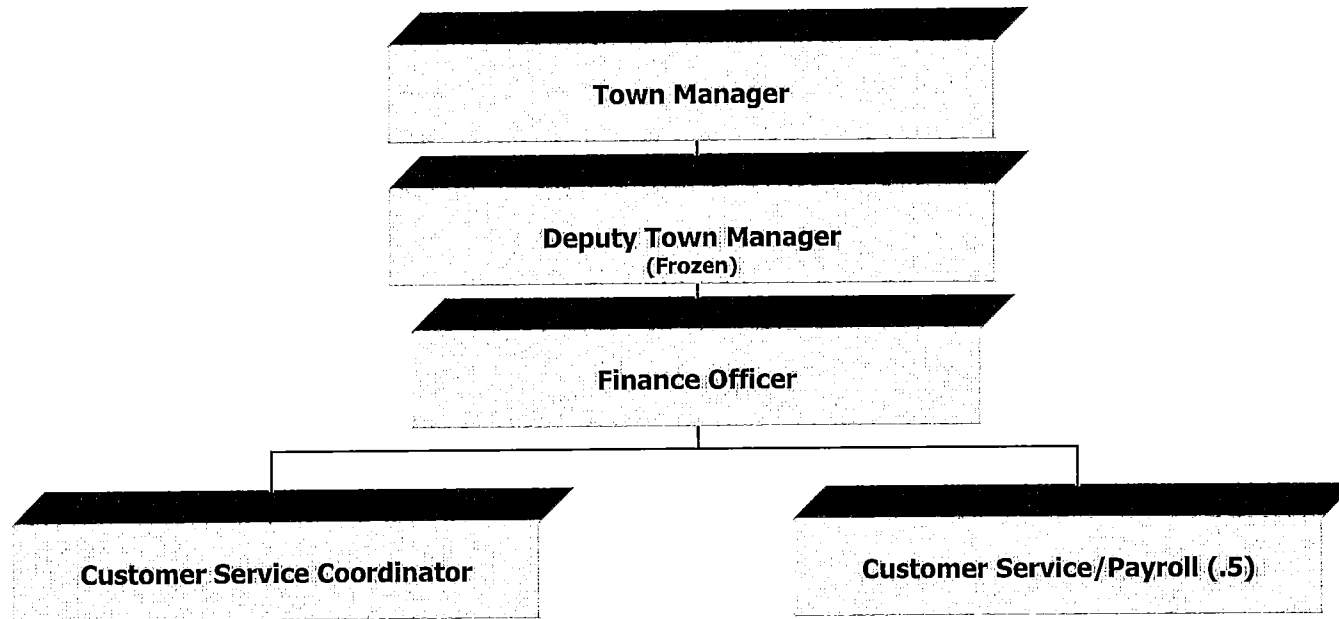 Town Manager
Deputy Town Manager
(Frozen)
Finance Officer
Customer Service Coordinator
Customer Service/Payroll (.5)